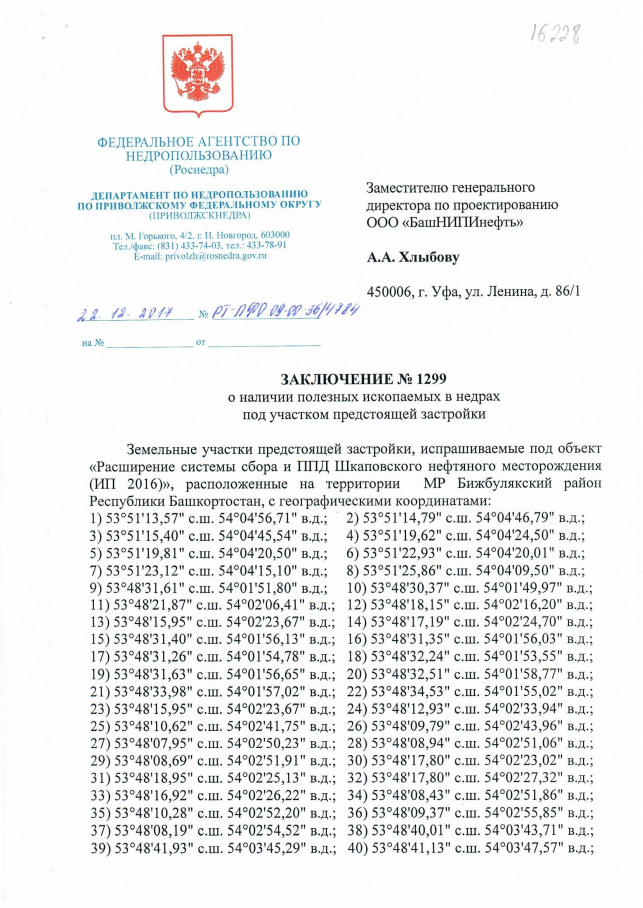 16228
ФЕДЕРАЛЬНОЕ АГЕНТСТВО ПО
НЕДРОПОЛЬЗОВАНИЮ
(Роснедра)
ДЕПАРТАМЕНТ ПО НЕДРОПОЛЬЗОВАНИЮ
ПО ПРИВОЛЖСКОМУ ФЕДЕРАЛЬНОМУ ОКРУГУ
(ПРИВОЛЖСКНЕДРА)
пл. М. Горького, 4/2, г. Н. Новгород, 603000
Тел./факс: (831) 433-74-03, тел.: 433-78-91
E-mail: privolzh@rosnedra.gov.ru
22. 12. 2017 № РТ-ПФО-09-00-36/4784
на № от
Заместителю генерального
директора по проектированию
ООО «БашНИПИнефть»
А.А. Хлыбову
450006, г. Уфа, ул. Ленина, д. 86/1
ЗАКЛЮЧЕНИЕ № 1299
о наличии полезных ископаемых в недрах
под участком предстоящей застройки
Земельные участки предстоящей застройки, испрашиваемые под объект
«Расширение системы сбора и ППД Шкаповского нефтяного месторождения
(ИП 2016)», расположенные на территории МР Бижбулякский район
Республики Башкортостан, с географическими координатами:
1) 53°51'13,57" с.ш. 54°04'56,71" в.д.; 2) 53°51'14,79" с.ш. 54°04'46,79" в.д.;
3) 53°51'15,40" с.ш. 54°04'45,54" в.д.; 4) 53°51'19,62" с.ш. 54°04'24,50" в.д.;
5) 53°51'19,81" с.ш. 54°04'20,50" в.д.; 6) 53°51'22,93" с.ш. 54°04'20,01" в.д.;
7) 53°51'23,12" с.ш. 54°04'15,10" в.д.; 8) 53°51'25,86" с.ш. 54°04'09,50" в.д.;
9) 53°48'31,61" с.ш. 54°01'51,80" в.д.; 10) 53°48'30,37" с.ш. 54°01'49,97" в.д.;
11) 53°48'21,87" с.ш. 54°02'06,41" в.д.; 12) 53°48'18,15" с.ш. 54°02'16,20" в.д.;
13) 53°48'15,95" с.ш. 54°02'23,67" в.д.; 14) 53°48'17,19" с.ш. 54°02'24,70" в.д.;
15) 53°48'31,40" с.ш. 54°01'56,13" в.д.; 16) 53°48'31,35" с.ш. 54°01'56,03" в.д.;
17) 53°48'31,26" с.ш. 54°01'54,78" в.д.; 18) 53°48'32,24" с.ш. 54°01'53,55" в.д.;
19) 53°48'31,63" с.ш. 54°01'56,65" в.д.; 20) 53°48'32,51" с.ш. 54°01'58,77" в.д.;
21) 53°48'33,98" с.ш. 54°01'57,02" в.д.; 22) 53°48'34,53" с.ш. 54°01'55,02" в.д.;
23) 53°48'15,95" с.ш. 54°02'23,67" в.д.; 24) 53°48'12,93" с.ш. 54°02'33,94" в.д.;
25) 53°48'10,62" с.ш. 54°02'41,75" в.д.; 26) 53°48'09,79" с.ш. 54°02'43,96" в.д.;
27) 53°48'07,95" с.ш. 54°02'50,23" в.д.; 28) 53°48'08,94" с.ш. 54°02'51,06" в.д.;
29) 53°48'08,69" с.ш. 54°02'51,91" в.д.; 30) 53°48'17,80" с.ш. 54°02'23,02" в.д.;
31) 53°48'18,95" с.ш. 54°02'25,13" в.д.; 32) 53°48'17,80" с.ш. 54°02'27,32" в.д.;
33) 53°48'16,92" с.ш. 54°02'26,22" в.д.; 34) 53°48'08,43" с.ш. 54°02'51,86" в.д.;
35) 53°48'10,28" с.ш. 54°02'52,20" в.д.; 36) 53°48'09,37" с.ш. 54°02'55,85" в.д.;
37) 53°48'08,19" с.ш. 54°02'54,52" в.д.; 38) 53°48'40,01" с.ш. 54°03'43,71" в.д.;
39) 53°48'41,93" с.ш. 54°03'45,29" в.д.; 40) 53°48'41,13" с.ш. 54°03'47,57" в.д.;